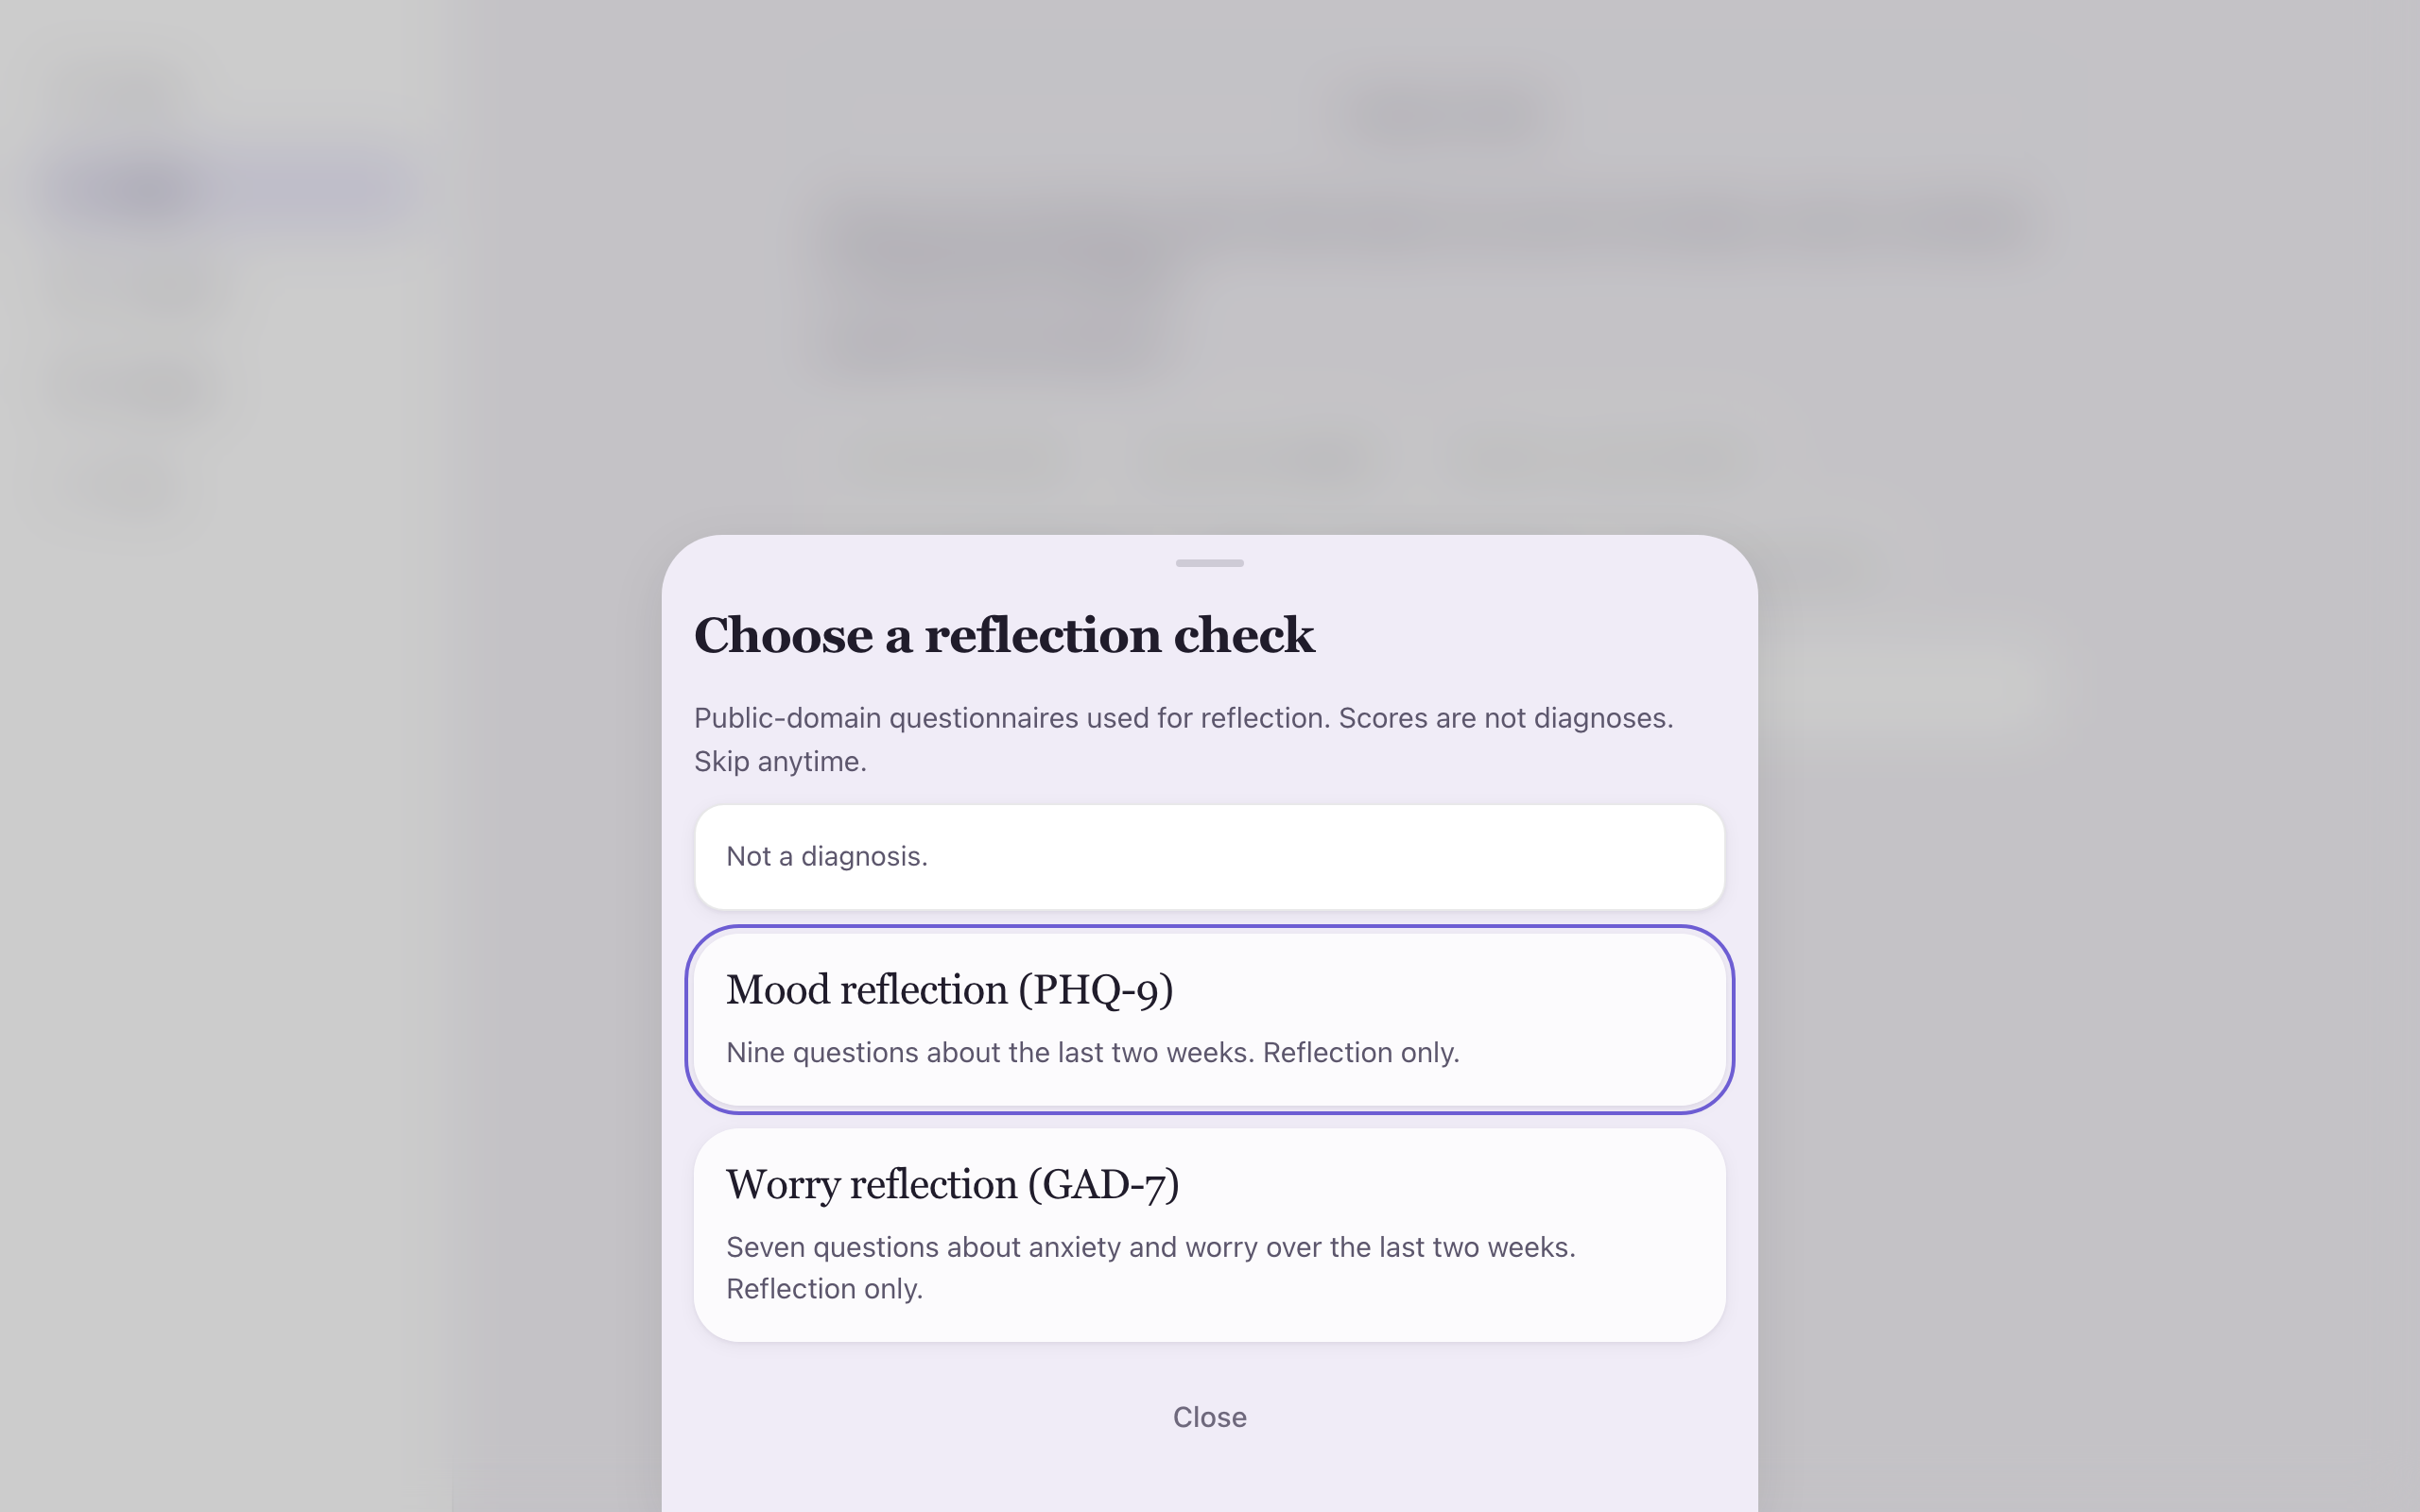 Choose a reflection check
Public-domain questionnaires used for reflection. Scores are not diagnoses.
Skip anytime.
Not a diagnosis.
Mood reflection (PHQ-9)
Nine questions about the last two weeks. Reflection only.
Worry reflection (GAD-7)
Seven questions about anxiety and worry over the last two weeks.
Reflection only.
Close